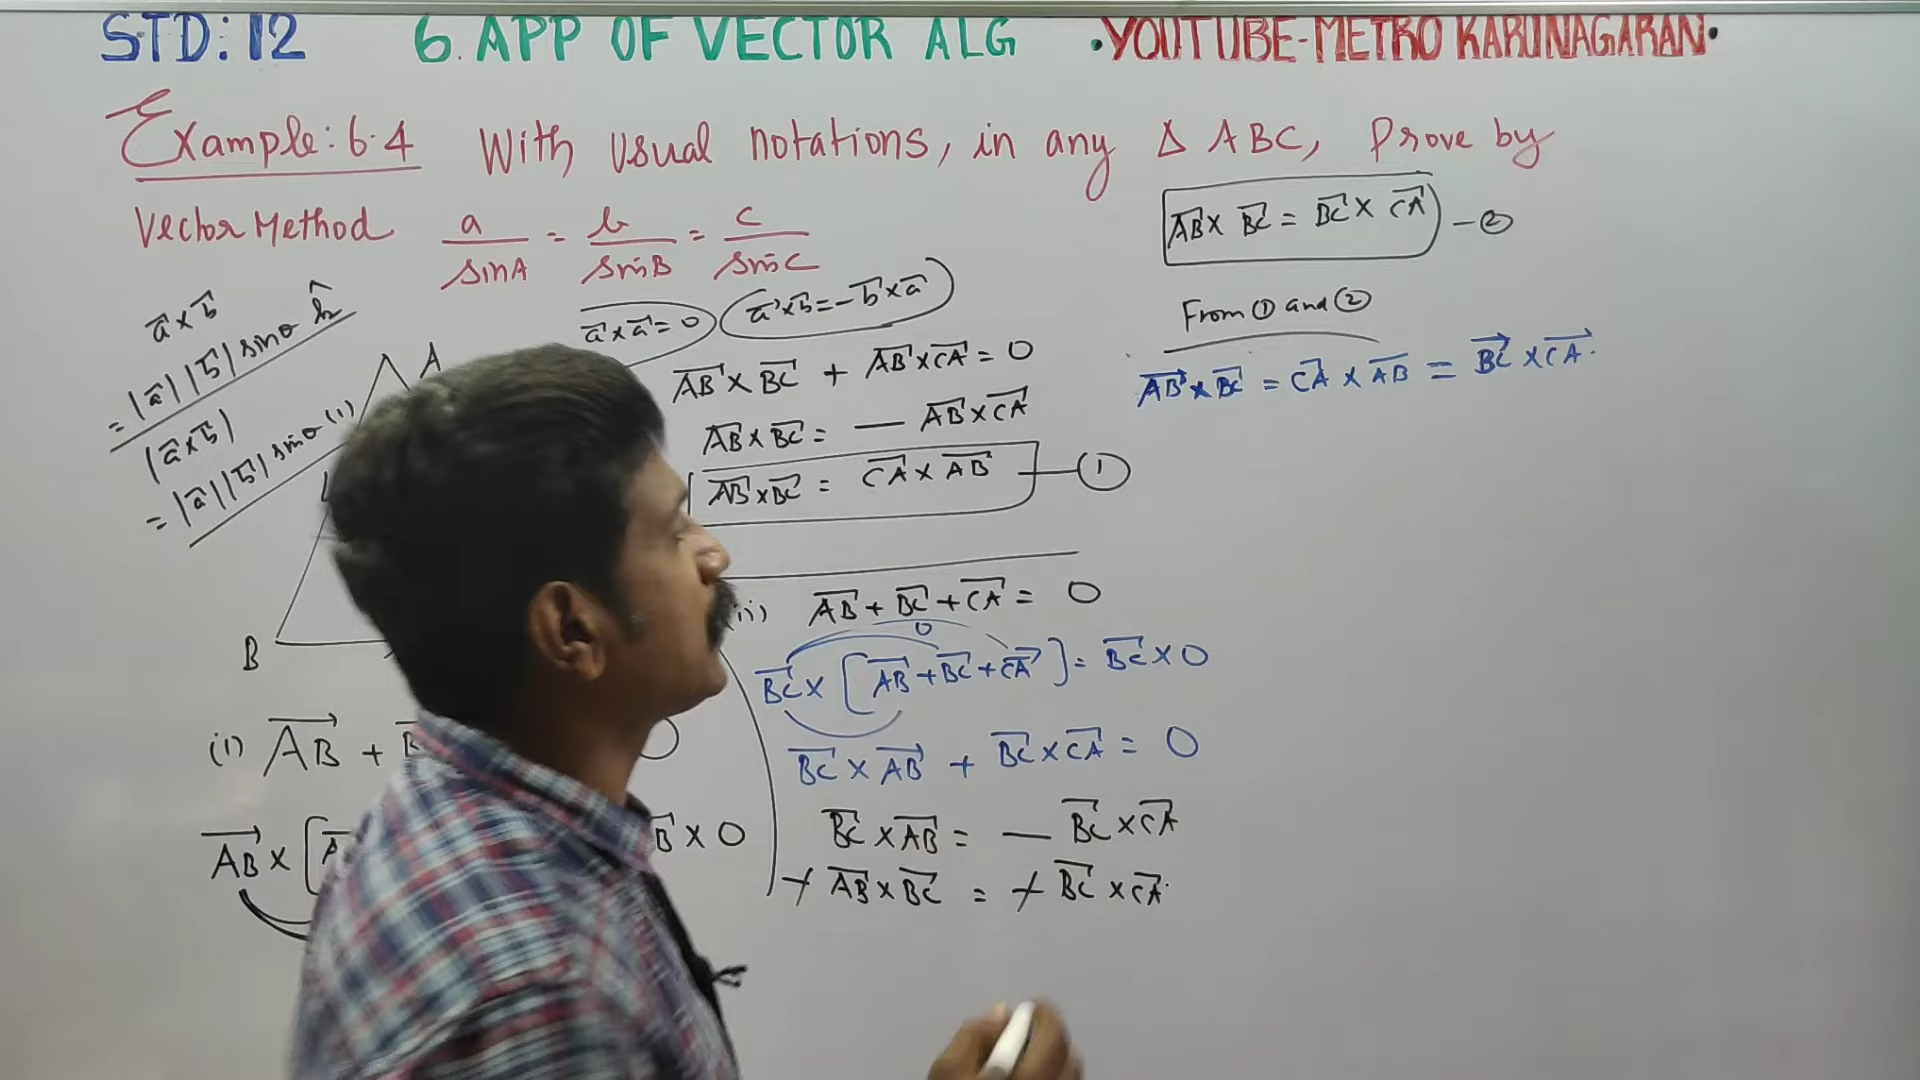 STD: 12 6. APP OF VECTOR ALG •YOUTUBE-METRO KARUNAGARAN•
Example: 6.4 With usual notations, in any Δ ABC, Prove by
Vector Method a/sinA = b/sinB = c/sinC
a⃗ × b⃗
= |a⃗| |b⃗| sinθ n̂
|a⃗×b⃗|
= |a⃗| |b⃗| sinθ (1)
A
B
(i) AB⃗ +
AB⃗ × [
× 0
a⃗×a⃗ = 0
a⃗×b⃗ = -b⃗×a⃗
AB⃗ × BC⃗ + AB⃗ × CA⃗ = 0
AB⃗ × BC⃗ = — AB⃗ × CA⃗
AB⃗ × BC⃗ = CA⃗ × AB⃗ — ①
(ii) AB⃗ + BC⃗ + CA⃗ = 0
0
BC⃗ × [AB⃗ + BC⃗ + CA⃗] = BC⃗ × 0
BC⃗ × AB⃗ + BC⃗ × CA⃗ = 0
BC⃗ × AB⃗ = — BC⃗ × CA⃗
- AB⃗ × BC⃗ = - BC⃗ × CA⃗.
AB⃗ × BC⃗ = BC⃗ × CA⃗ — ②
From ① and ②
AB⃗ × BC⃗ = CA⃗ × AB⃗ = BC⃗ × CA⃗.